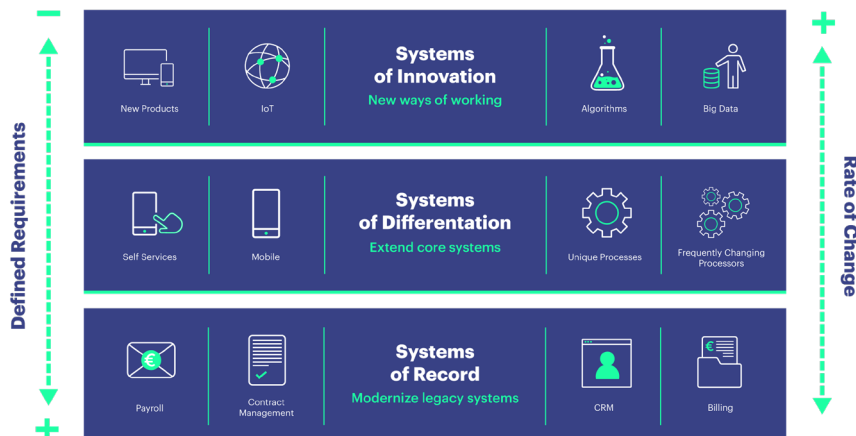 −
Defined Requirements
+
New Products
IoT
Systems
of Innovation
New ways of working
Algorithms
Big Data
Self Services
Mobile
Systems
of Differentation
Extend core systems
Unique Processes
Frequently Changing
Processors
€
Payroll
Contract
Management
Systems
of Record
Modernize legacy systems
CRM
€
Billing
+
Rate of Change